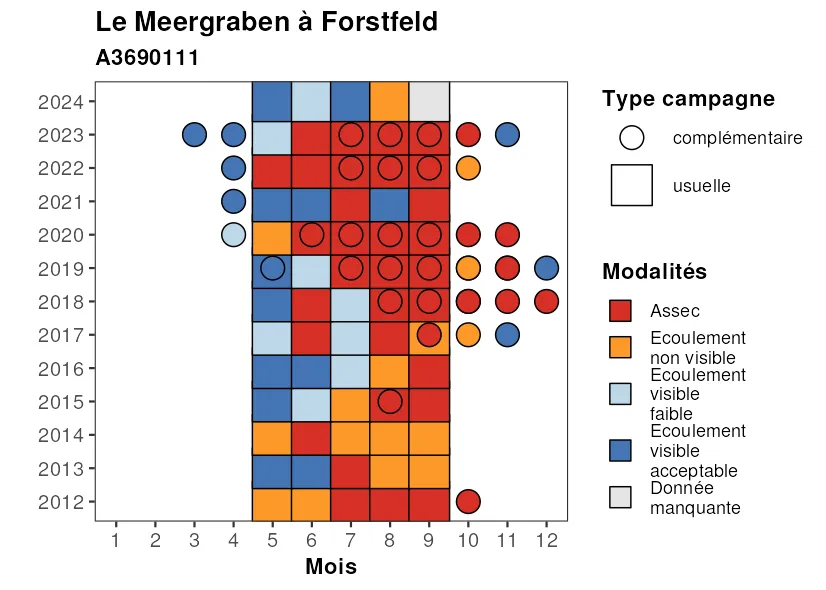 Le Meergraben à Forstfeld
A3690111
2024
2023
2022
2021
2020
2019
2018
2017
2016
2015
2014
2013
2012
1 2 3 4 5 6 7 8 9 10 11 12
Mois
Type campagne
complémentaire
usuelle
Modalités
Assec
Ecoulement
non visible
Ecoulement
visible
faible
Ecoulement
visible
acceptable
Donnée
manquante